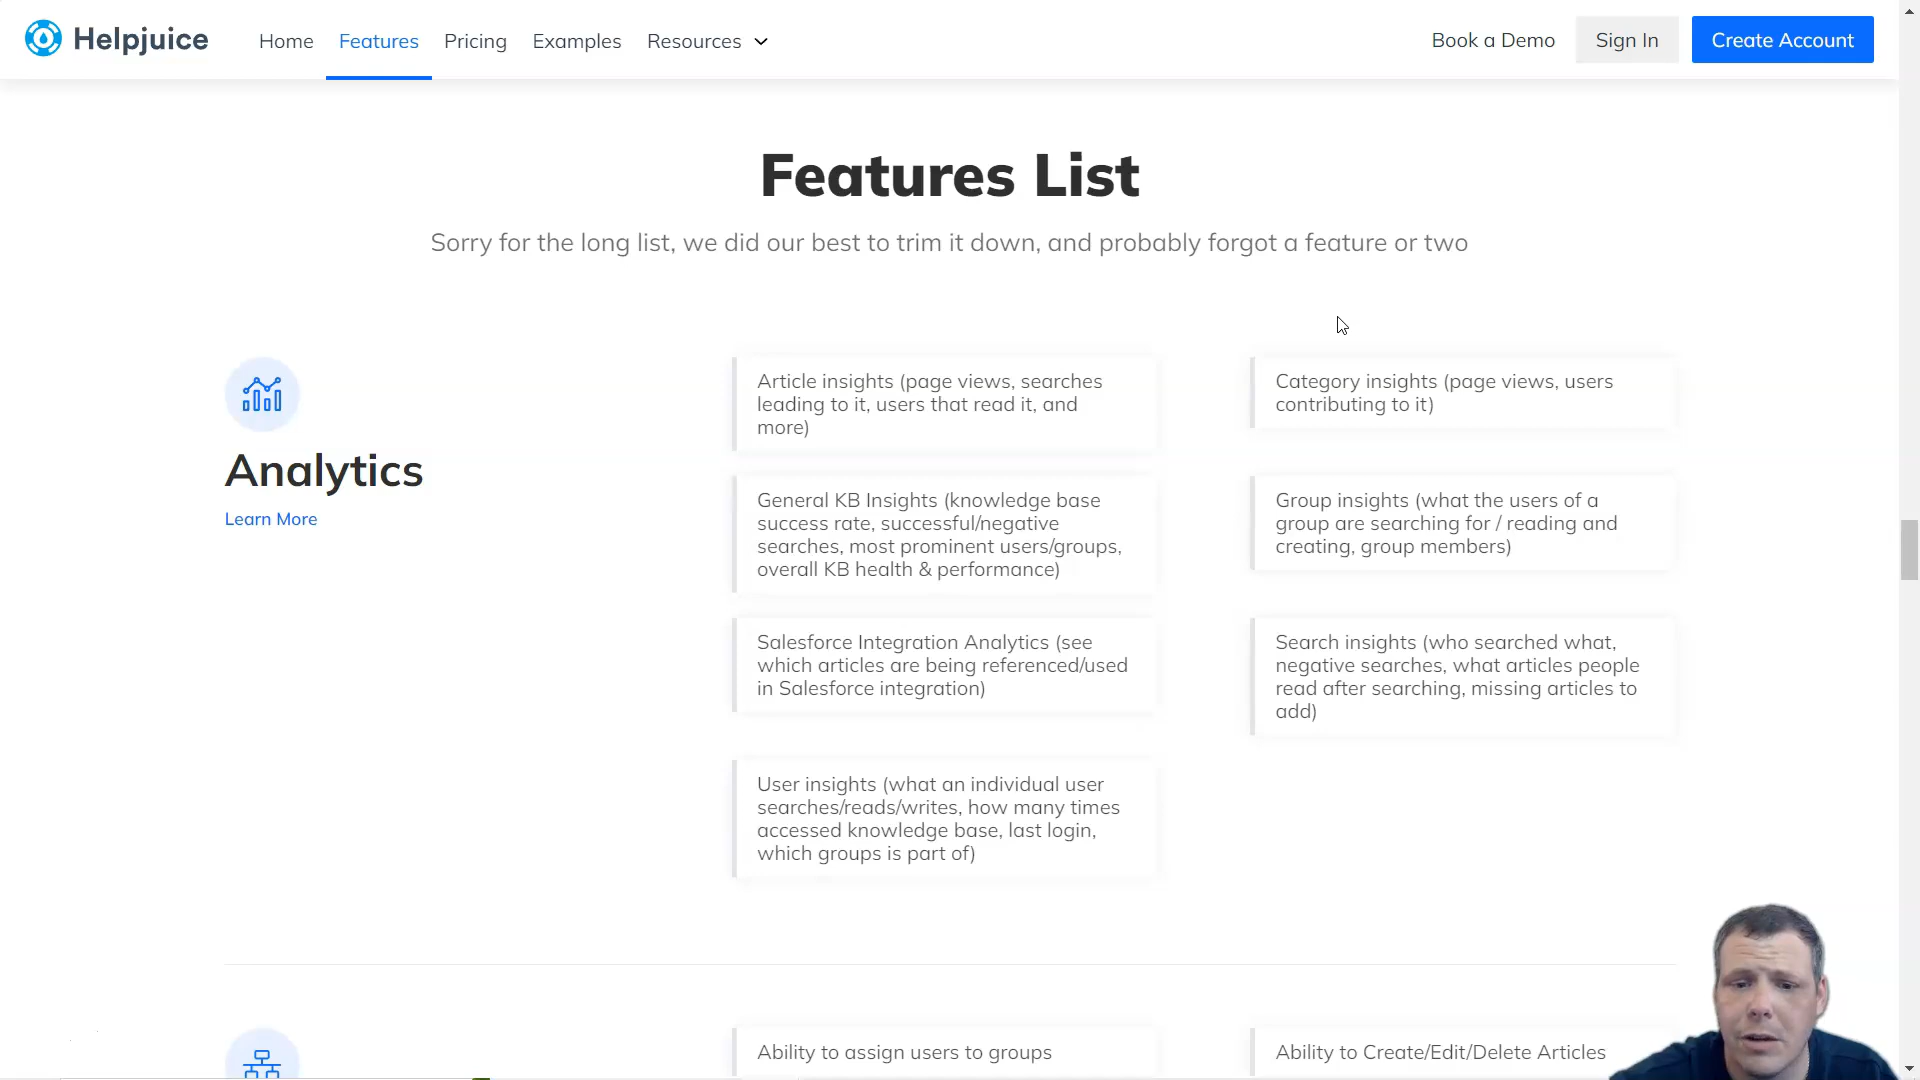 Helpjuice
Home
Features
Pricing
Examples
Resources
Book a Demo
Sign In
Create Account
Features List
Sorry for the long list, we did our best to trim it down, and probably forgot a feature or two
Analytics
Learn More
Article insights (page views, searches
leading to it, users that read it, and
more)
Category insights (page views, users
contributing to it)
General KB Insights (knowledge base
success rate, successful/negative
searches, most prominent users/groups,
overall KB health & performance)
Group insights (what the users of a
group are searching for / reading and
creating, group members)
Salesforce Integration Analytics (see
which articles are being referenced/used
in Salesforce integration)
Search insights (who searched what,
negative searches, what articles people
read after searching, missing articles to
add)
User insights (what an individual user
searches/reads/writes, how many times
accessed knowledge base, last login,
which groups is part of)
Ability to assign users to groups
Ability to Create/Edit/Delete Articles